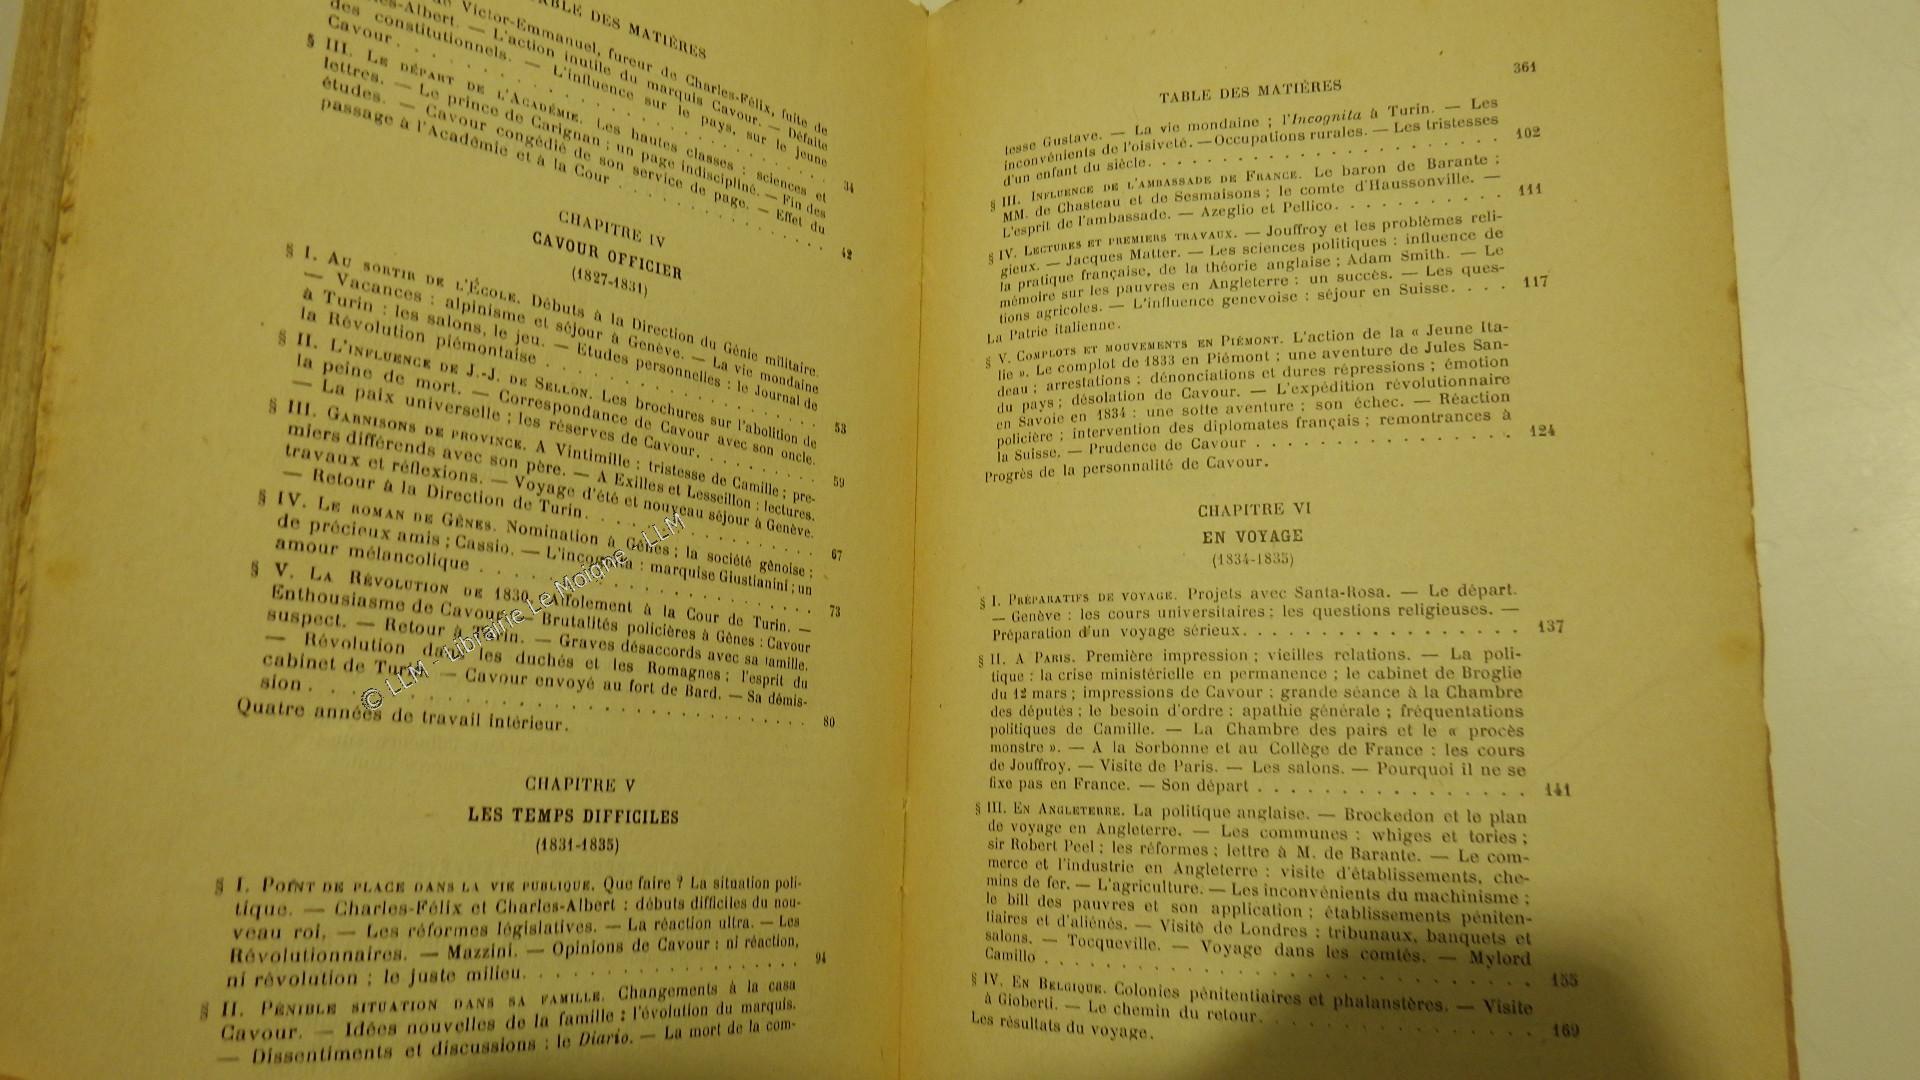 TABLE DES MATIÈRES
Victor-Emmanuel, fureur de Charles-Félix, fuite de
-Albert. — L'action inutile du marquis Cavour. — Défaite
des constitutionnels. — L'influence sur le pays, sur le jeune
Cavour. . . . . . . . . . . . . . . 34
§ III. LE DÉPART DE L'ACADÉMIE. Les hautes classes ; sciences et
lettres. — Le prince de Carignan ; un page indiscipliné. — Fin des
études. — Cavour congédié de son service de page. — Effet du
passage à l'Académie et à la Cour . . . . . . . . . . 42
CHAPITRE IV
CAVOUR OFFICIER
(1827-1831)
§ I. AU SORTIR DE L'ÉCOLE. Débuts à la Direction du Génie militaire.
— Vacances : alpinisme et séjour à Genève. — La vie mondaine
à Turin : les salons, le jeu. — Etudes personnelles : le Journal de
la Révolution piémontaise . . . . . . . . . . . 53
§ II. L'INFLUENCE DE J.-J. DE SELLON. Les brochures sur l'abolition de
la peine de mort. — Correspondance de Cavour avec son oncle.
— La paix universelle ; les réserves de Cavour. . . . . . . . 59
§ III. GARNISONS DE PROVINCE. A Vintimille : tristesse de Camille ; pre-
miers différends avec son père. — A Exilles et Lesseillon : lectures,
travaux et réflexions. — Voyage d'été et nouveau séjour à Genève.
— Retour à la Direction de Turin. . . . . . . . . . . 67
§ IV. LE ROMAN DE GÊNES. Nomination à Gênes ; la société génoise ;
de précieux amis ; Cassio. — L'incognita : marquise Giustianini ; un
amour mélancolique . . . . . . . . . . . . . 73
§ V. LA RÉVOLUTION DE 1830. Affolement à la Cour de Turin. —
Enthousiasme de Cavour. — Brutalités policières à Gênes : Cavour
suspect. — Retour à Turin. — Graves désaccords avec sa famille.
— Révolution dans les duchés et les Romagnes ; l'esprit du
cabinet de Turin. — Cavour envoyé au fort de Bard. — Sa démis-
sion . . . . . . . . . . . . . . . . 80
Quatre années de travail intérieur.
CHAPITRE V
LES TEMPS DIFFICILES
(1831-1835)
§ I. POINT DE PLACE DANS LA VIE PUBLIQUE. Que faire ? La situation poli-
tique. — Charles-Félix et Charles-Albert : débuts difficiles du nou-
veau roi. — Les réformes législatives. — La réaction ultra. — Les
Révolutionnaires. — Mazzini. — Opinions de Cavour : ni réaction,
ni révolution ; le juste milieu. . . . . . . . . . . . 94
§ II. PÉNIBLE SITUATION DANS SA FAMILLE. Changements à la casa
Cavour. — Idées nouvelles de la famille : l'évolution du marquis.
— Dissentiments et discussions : le Diario. — La mort de la com-
TABLE DES MATIÈRES 361
tesse Gustave. — La vie mondaine ; l'Incognita à Turin. — Les
inconvénients de l'oisiveté. — Occupations rurales. — Les tristesses
d'un enfant du siècle. . . . . . . . . . . . . . 102
§ III. INFLUENCE DE L'AMBASSADE DE FRANCE. Le baron de Barante ;
MM. de Chasteau et de Sesmaisons ; le comte d'Haussonville. —
L'esprit de l'ambassade. — Azeglio et Pellico. . . . . . . . 111
§ IV. LECTURES ET PREMIERS TRAVAUX. — Jouffroy et les problèmes reli-
gieux. — Jacques Matter. — Les sciences politiques : influence de
la pratique française, de la théorie anglaise ; Adam Smith. — Le
mémoire sur les pauvres en Angleterre : un succès. — Les ques-
tions agricoles. — L'influence genevoise : séjour en Suisse. . . . 117
La Patrie italienne.
§ V. COMPLOTS ET MOUVEMENTS EN PIÉMONT. L'action de la « Jeune Ita-
lie ». Le complot de 1833 en Piémont ; une aventure de Jules San-
deau ; arrestations ; dénonciations et dures répressions ; émotion
du pays ; désolation de Cavour. — L'expédition révolutionnaire
en Savoie en 1834 : une sotte aventure ; son échec. — Réaction
policière ; intervention des diplomates français ; remontrances à
la Suisse. — Prudence de Cavour . . . . . . . . . . 124
Progrès de la personnalité de Cavour.
CHAPITRE VI
EN VOYAGE
(1834-1835)
§ I. PRÉPARATIFS DE VOYAGE. Projets avec Santa-Rosa. — Le départ.
— Genève : les cours universitaires ; les questions religieuses. —
Préparation d'un voyage sérieux. . . . . . . . . . . 137
§ II. A PARIS. Première impression ; vieilles relations. — La poli-
tique : la crise ministérielle en permanence ; le cabinet de Broglie
du 12 mars ; impressions de Cavour ; grande séance à la Chambre
des députés ; le besoin d'ordre ; apathie générale ; fréquentations
politiques de Camille. — La Chambre des pairs et le « procès
monstre ». — A la Sorbonne et au Collège de France : les cours
de Jouffroy. — Visite de Paris. — Les salons. — Pourquoi il ne se
fixe pas en France. — Son départ . . . . . . . . . . 141
§ III. EN ANGLETERRE. La politique anglaise. — Brockedon et le plan
de voyage en Angleterre. — Les communes : whiges et tories ;
sir Robert Peel ; les réformes ; lettre à M. de Barante. — Le com-
merce et l'industrie en Angleterre : visite d'établissements, che-
mins de fer. — L'agriculture. — Les inconvénients du machinisme ;
le bill des pauvres et son application ; établissements péniten-
tiaires et d'aliénés. — Visite de Londres : tribunaux, banquets et
salons. — Tocqueville. — Voyage dans les comtés. — Mylord
Camillo . . . . . . . . . . . . . . . . 155
§ IV. EN BELGIQUE. Colonies pénitentiaires et phalanstères. — Visite
à Gioberti. — Le chemin du retour. . . . . . . . . . 169
Les résultats du voyage.
© LLM - Librairie Le Moigne - LLM